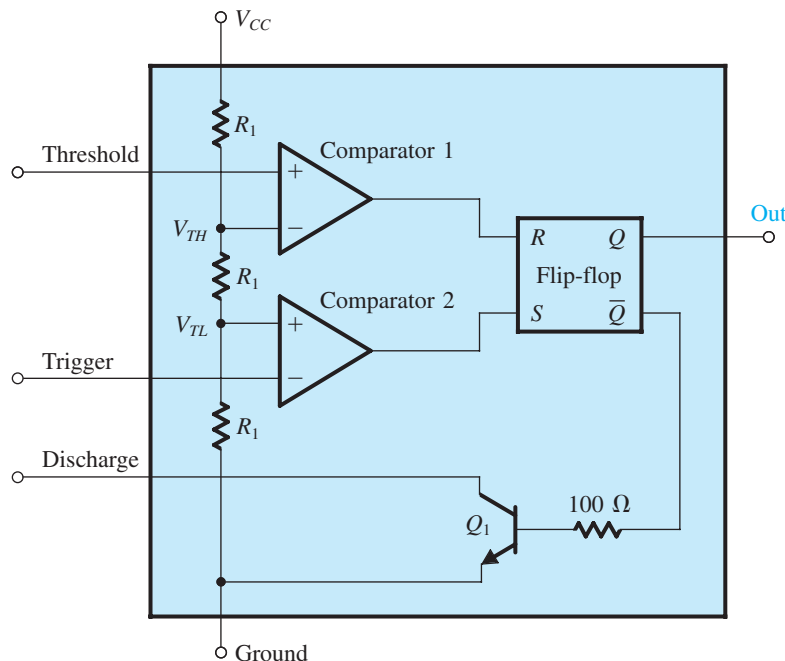 V_CC
R_1
Threshold
Comparator 1
Out
V_TH
R Q
Flip-flop
S Q̅
R_1
Comparator 2
V_TL
Trigger
R_1
Discharge
100 Ω
Q_1
Ground
+
−
+
−